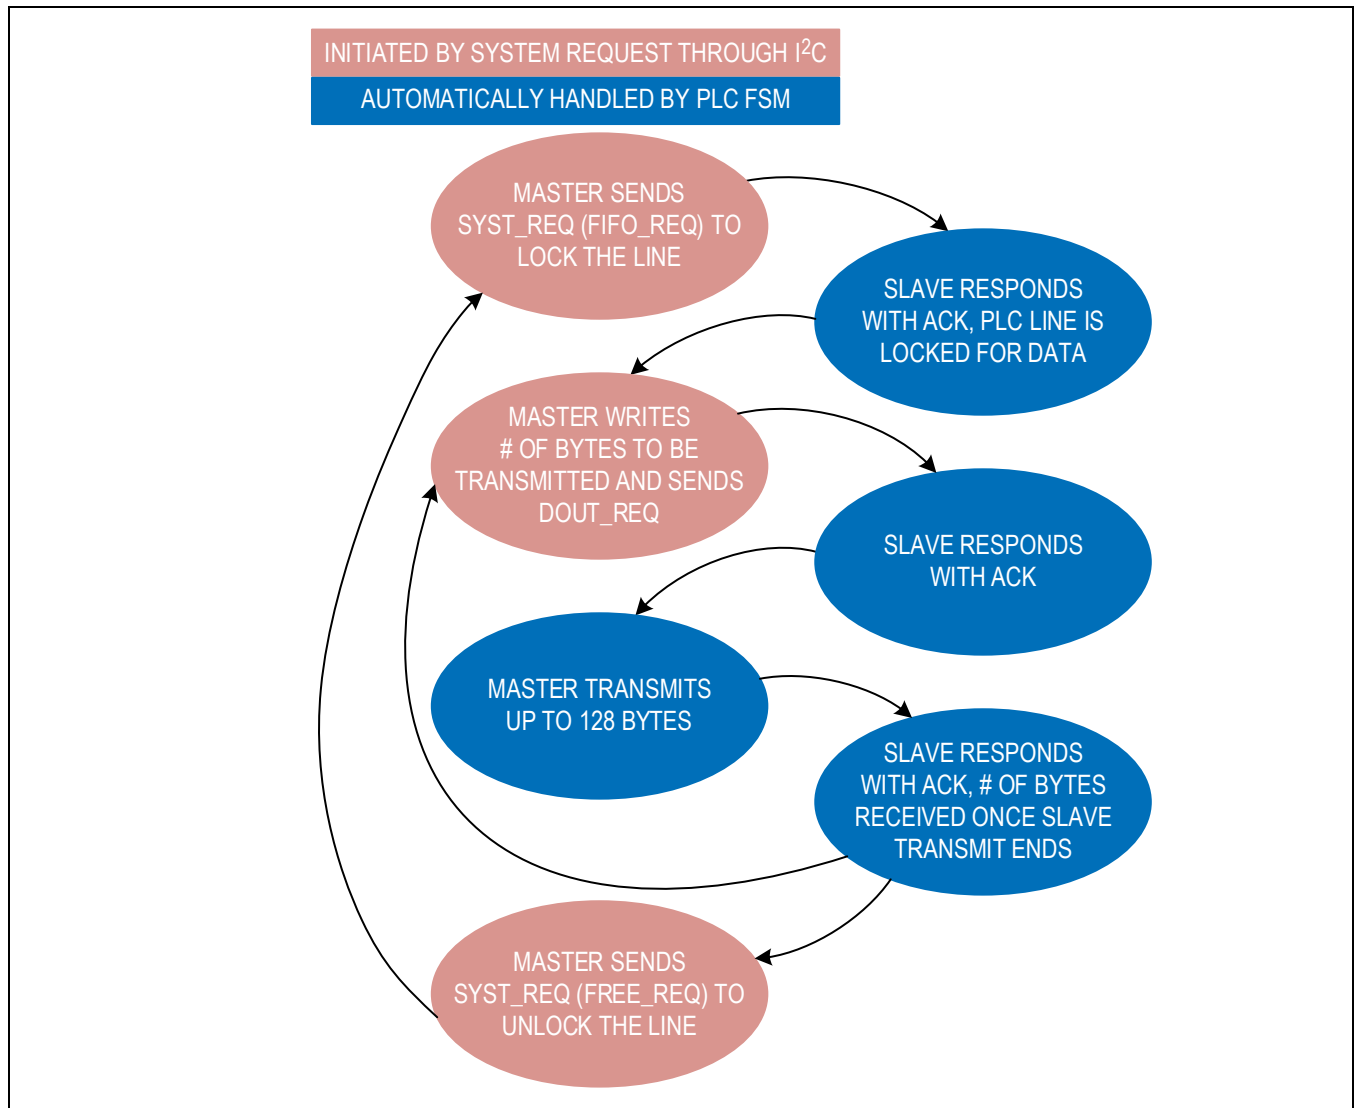 INITIATED BY SYSTEM REQUEST THROUGH I²C
AUTOMATICALLY HANDLED BY PLC FSM
MASTER SENDS
SYST_REQ (FIFO_REQ) TO
LOCK THE LINE
SLAVE RESPONDS
WITH ACK, PLC LINE IS
LOCKED FOR DATA
MASTER WRITES
# OF BYTES TO BE
TRANSMITTED AND SENDS
DOUT_REQ
SLAVE RESPONDS
WITH ACK
MASTER TRANSMITS
UP TO 128 BYTES
SLAVE RESPONDS
WITH ACK, # OF BYTES
RECEIVED ONCE SLAVE
TRANSMIT ENDS
MASTER SENDS
SYST_REQ (FREE_REQ) TO
UNLOCK THE LINE